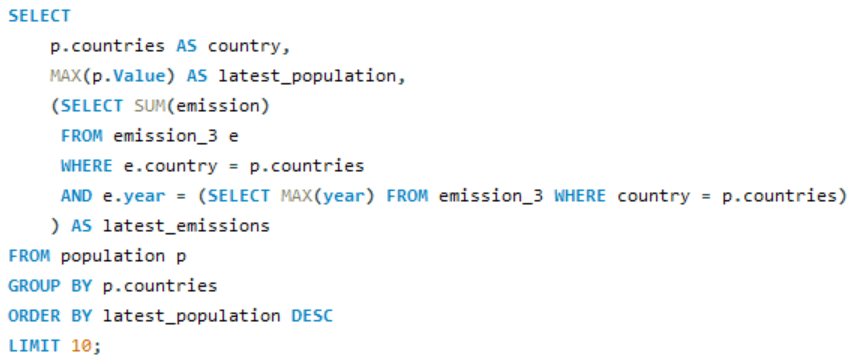 SELECT
p.countries AS country,
MAX(p.Value) AS latest_population,
(SELECT SUM(emission)
FROM emission_3 e
WHERE e.country = p.countries
AND e.year = (SELECT MAX(year) FROM emission_3 WHERE country = p.countries)
) AS latest_emissions
FROM population p
GROUP BY p.countries
ORDER BY latest_population DESC
LIMIT 10;